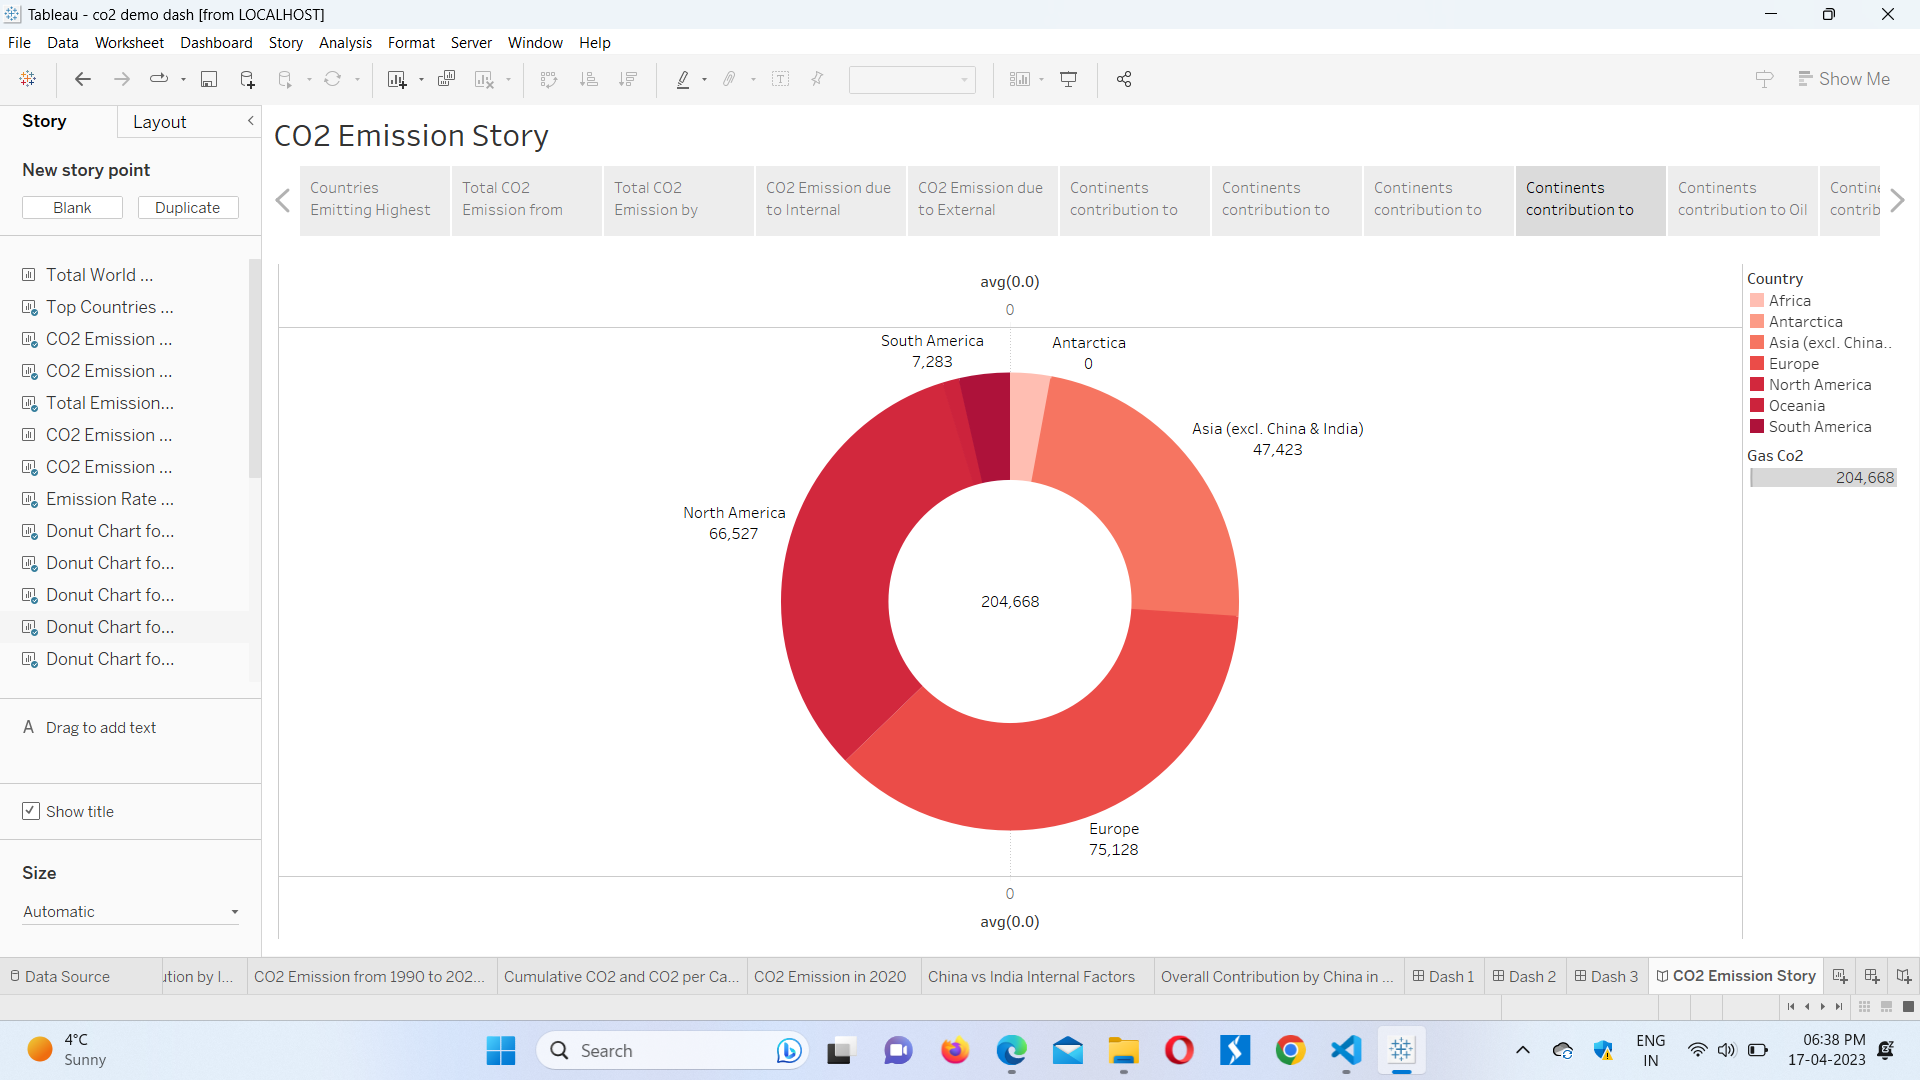 Tableau - co2 demo dash [from LOCALHOST]
File Data Worksheet Dashboard Story Analysis Format Server Window Help
Show Me
Story
Layout
New story point
Blank
Duplicate
Total World ...
Top Countries ...
CO2 Emission ...
CO2 Emission ...
Total Emission...
CO2 Emission ...
CO2 Emission ...
Emission Rate ...
Donut Chart fo...
Donut Chart fo...
Donut Chart fo...
Donut Chart fo...
Donut Chart fo...
A Drag to add text
Show title
Size
Automatic
CO2 Emission Story
Countries
Emitting Highest
Total CO2
Emission from
Total CO2
Emission by
CO2 Emission due
to Internal
CO2 Emission due
to External
Continents
contribution to
Continents
contribution to
Continents
contribution to
Continents
contribution to
Continents
contribution to Oil
Contine
contrib
avg(0.0)
0
South America
7,283
Antarctica
0
Asia (excl. China & India)
47,423
North America
66,527
204,668
Europe
75,128
0
avg(0.0)
Country
Africa
Antarctica
Asia (excl. China..
Europe
North America
Oceania
South America
Gas Co2
204,668
Data Source
ution by I...
CO2 Emission from 1990 to 202...
Cumulative CO2 and CO2 per Ca...
CO2 Emission in 2020
China vs India Internal Factors
Overall Contribution by China in ...
Dash 1
Dash 2
Dash 3
CO2 Emission Story
4°C
Sunny
Search
ENG
IN
06:38 PM
17-04-2023